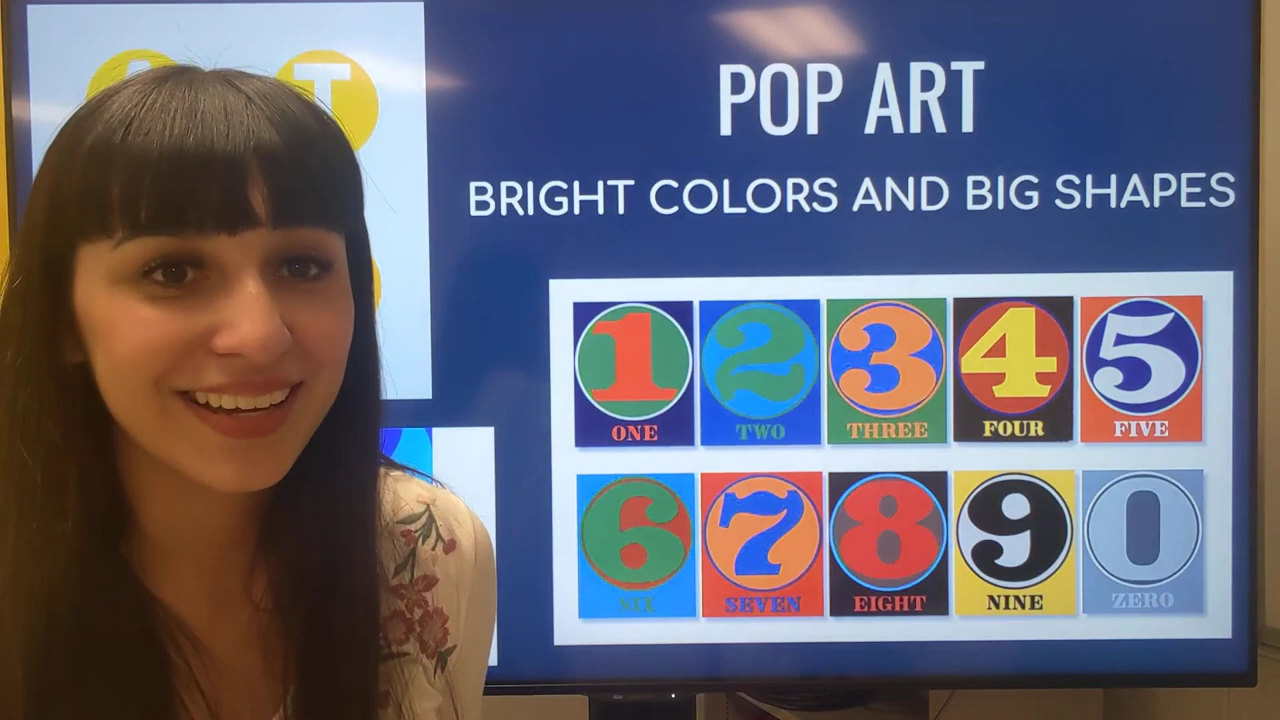 T
POP ART
BRIGHT COLORS AND BIG SHAPES
1 2 3 4 5
ONE TWO THREE FOUR FIVE
6 7 8 9 0
SIX SEVEN EIGHT NINE ZERO